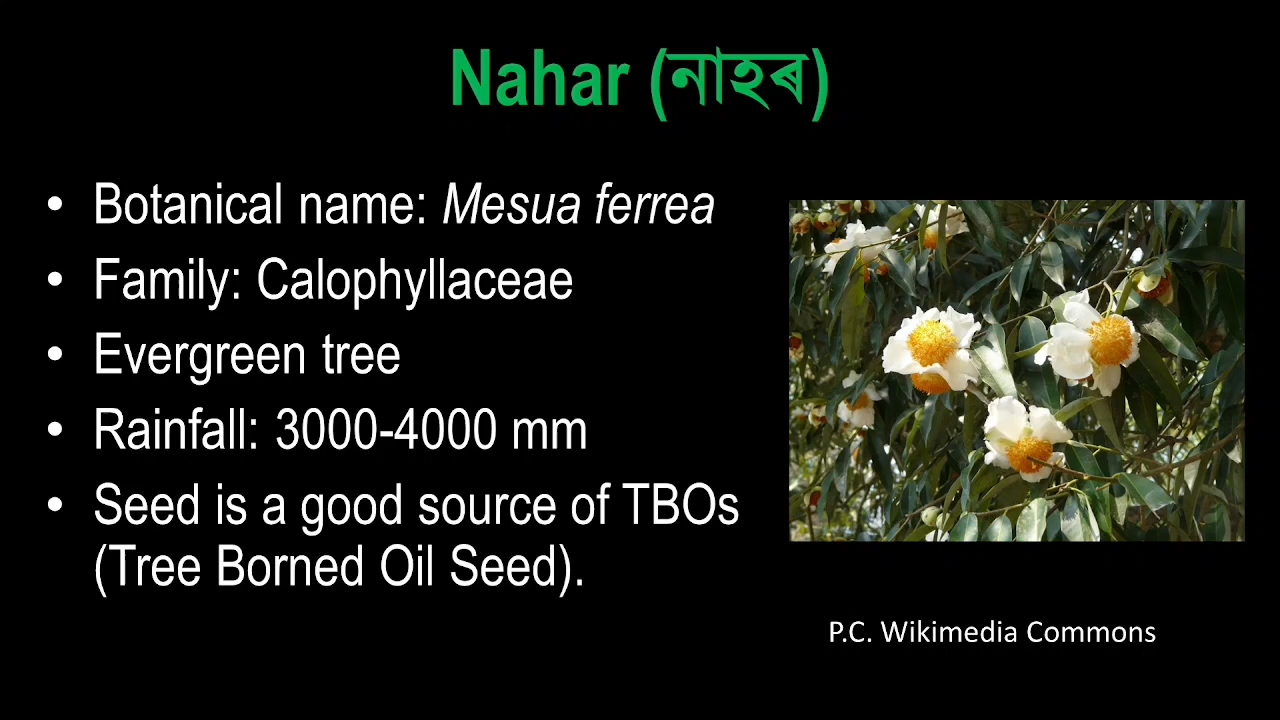 Nahar (নাহৰ)
• Botanical name: Mesua ferrea
• Family: Calophyllaceae
• Evergreen tree
• Rainfall: 3000-4000 mm
• Seed is a good source of TBOs
(Tree Borned Oil Seed).
P.C. Wikimedia Commons